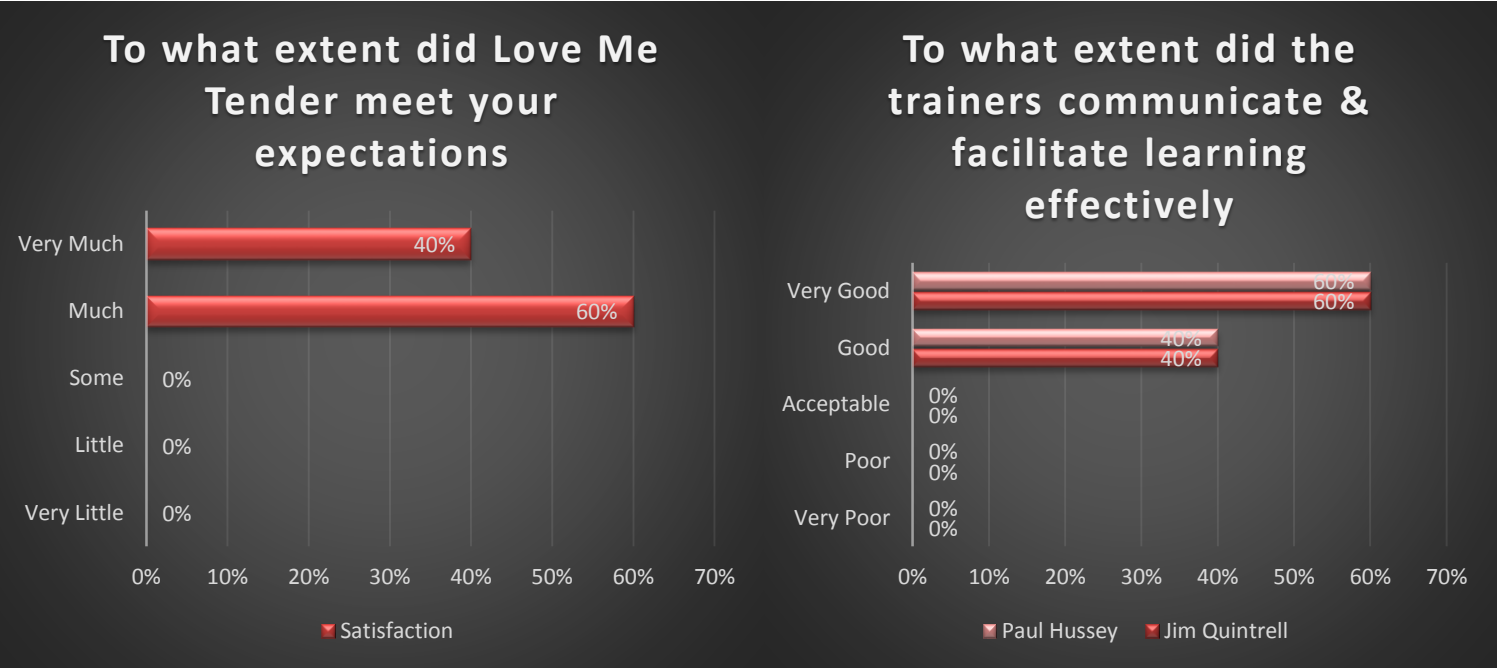 To what extent did Love Me
Tender meet your
expectations
Very Much
40%
Much
60%
Some
0%
Little
0%
Very Little
0%
0% 10% 20% 30% 40% 50% 60% 70%
Satisfaction
To what extent did the
trainers communicate &
facilitate learning
effectively
Very Good
60%
60%
Good
40%
40%
Acceptable
0%
0%
Poor
0%
0%
Very Poor
0%
0%
0% 10% 20% 30% 40% 50% 60% 70%
Paul Hussey Jim Quintrell